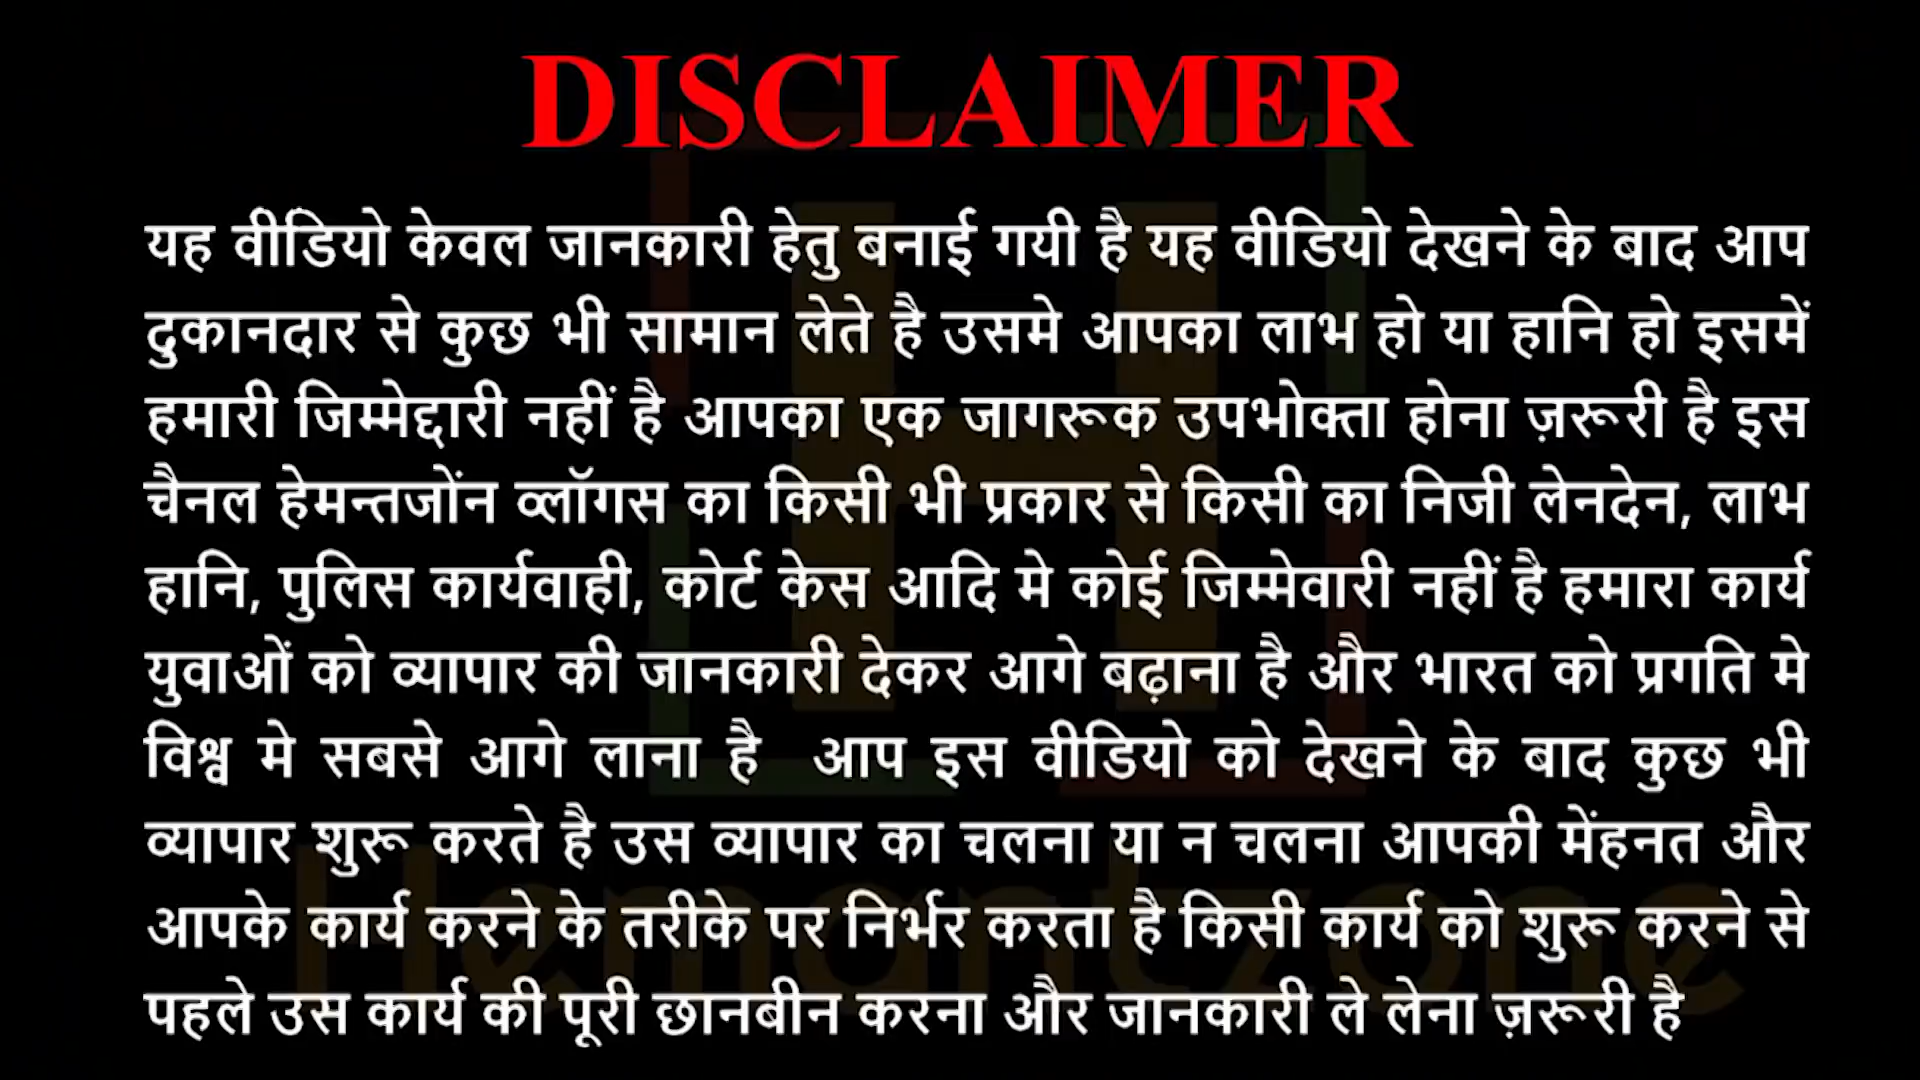 DISCLAIMER
यह वीडियो केवल जानकारी हेतु बनाई गयी है यह वीडियो देखने के बाद आप
दुकानदार से कुछ भी सामान लेते है उसमे आपका लाभ हो या हानि हो इसमें
हमारी जिम्मेद्दारी नहीं है आपका एक जागरूक उपभोक्ता होना ज़रूरी है इस
चैनल हेमन्तजोंन व्लॉगस का किसी भी प्रकार से किसी का निजी लेनदेन, लाभ
हानि, पुलिस कार्यवाही, कोर्ट केस आदि मे कोई जिम्मेवारी नहीं है हमारा कार्य
युवाओं को व्यापार की जानकारी देकर आगे बढ़ाना है और भारत को प्रगति मे
विश्व मे सबसे आगे लाना है आप इस वीडियो को देखने के बाद कुछ भी
व्यापार शुरू करते है उस व्यापार का चलना या न चलना आपकी मेंहनत और
आपके कार्य करने के तरीके पर निर्भर करता है किसी कार्य को शुरू करने से
Hemantzone
पहले उस कार्य की पूरी छानबीन करना और जानकारी ले लेना ज़रूरी है